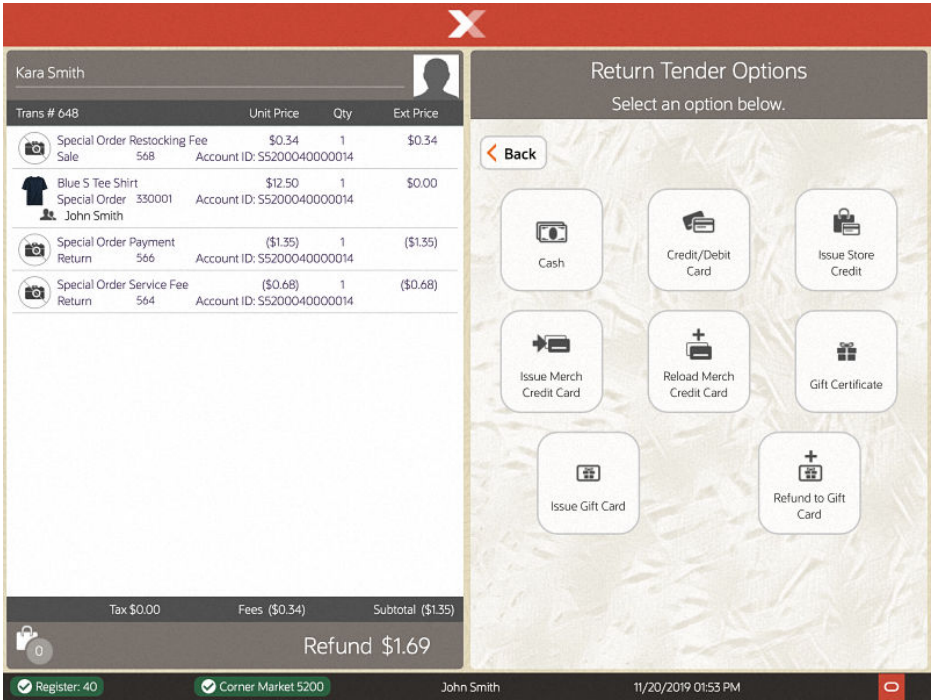 Kara Smith
Trans # 648 Unit Price Qty Ext Price
Special Order Restocking Fee $0.34 1 $0.34
Sale 568 Account ID: S5200040000014
Blue S Tee Shirt $12.50 1 $0.00
Special Order 330001 Account ID: S5200040000014
John Smith
Special Order Payment ($1.35) 1 ($1.35)
Return 566 Account ID: S5200040000014
Special Order Service Fee ($0.68) 1 ($0.68)
Return 564 Account ID: S5200040000014
Tax $0.00 Fees ($0.34) Subtotal ($1.35)
0
Refund $1.69
Return Tender Options
Select an option below.
Back
Cash
Credit/Debit
Card
Issue Store
Credit
Issue Merch
Credit Card
Reload Merch
Credit Card
Gift Certificate
Issue Gift Card
Refund to Gift
Card
Register: 40 Corner Market 5200 John Smith 11/20/2019 01:53 PM